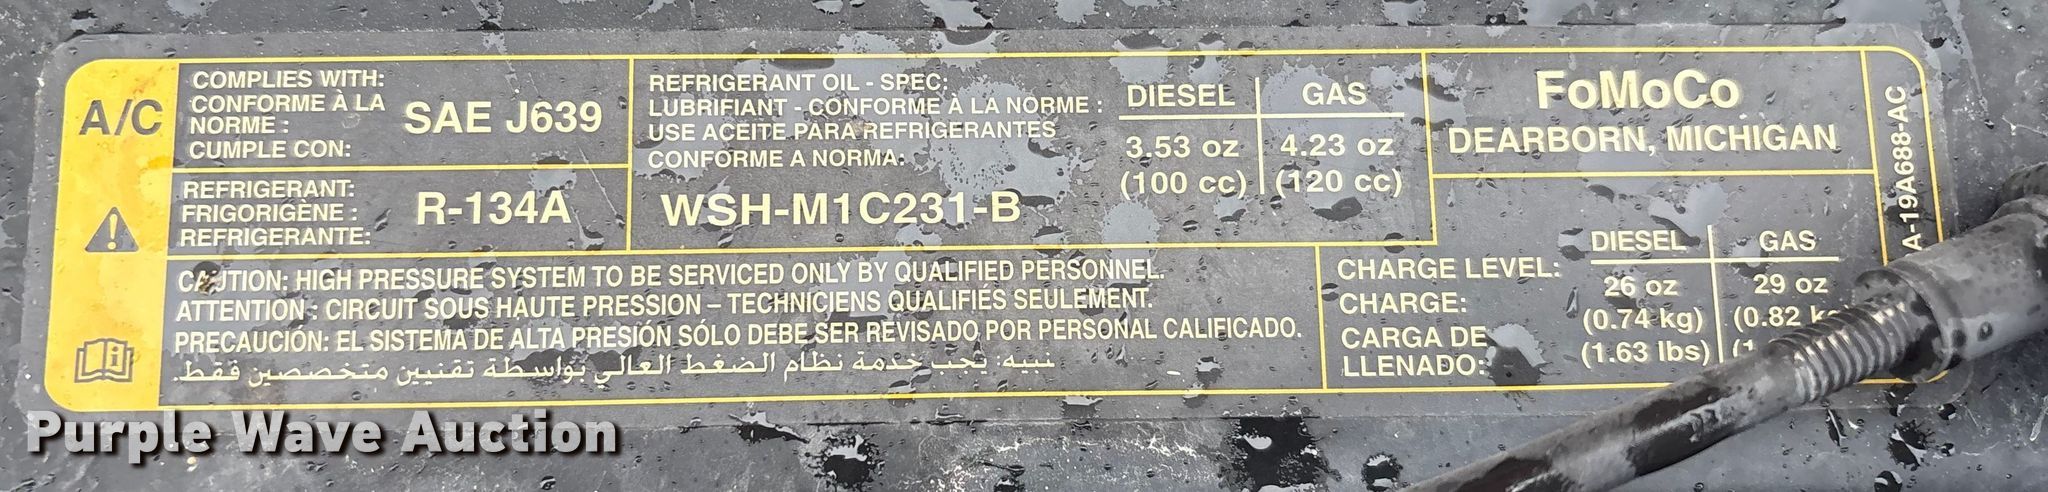 A/C
COMPLIES WITH:
CONFORME À LA
NORME :
CUMPLE CON:
SAE J639
REFRIGERANT:
FRIGORIGÈNE :
REFRIGERANTE:
R-134A
REFRIGERANT OIL - SPEC:
LUBRIFIANT - CONFORME À LA NORME :
USE ACEITE PARA REFRIGERANTES
CONFORME A NORMA:
WSH-M1C231-B
DIESEL GAS
3.53 oz 4.23 oz
(100 cc) (120 cc)
FoMoCo
DEARBORN, MICHIGAN
A-19A688-AC
CAUTION: HIGH PRESSURE SYSTEM TO BE SERVICED ONLY BY QUALIFIED PERSONNEL.
ATTENTION : CIRCUIT SOUS HAUTE PRESSION – TECHNICIENS QUALIFIÉS SEULEMENT.
PRECAUCIÓN: EL SISTEMA DE ALTA PRESIÓN SÓLO DEBE SER REVISADO POR PERSONAL CALIFICADO.
تنبيه: يجب خدمة نظام الضغط العالي بواسطة تقنيين متخصصين فقط.
CHARGE LEVEL:
CHARGE:
CARGA DE
LLENADO:
DIESEL GAS
26 oz 29 oz
(0.74 kg) (0.82
(1.63 lbs)
Purple Wave Auction